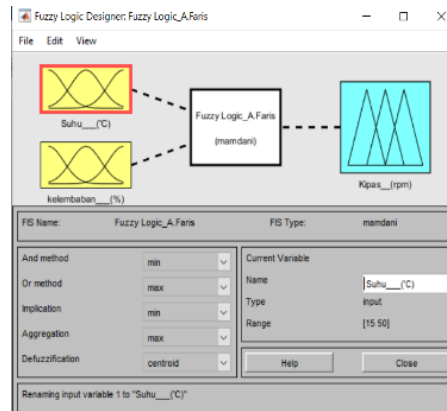 Fuzzy Logic Designer: Fuzzy Logic_A.Faris
File Edit View
Suhu___(℃)
Fuzzy Logic_A.Faris
(mamdani)
kelembaban___(%)
Kipas__(rpm)
FIS Name: Fuzzy Logic_A.Faris FIS Type: mamdani
And method min
Or method max
Implication min
Aggregation max
Defuzzification centroid
Current Variable
Name Suhu___(℃)
Type input
Range [15 50]
Help Close
Renaming input variable 1 to "Suhu___(℃)"